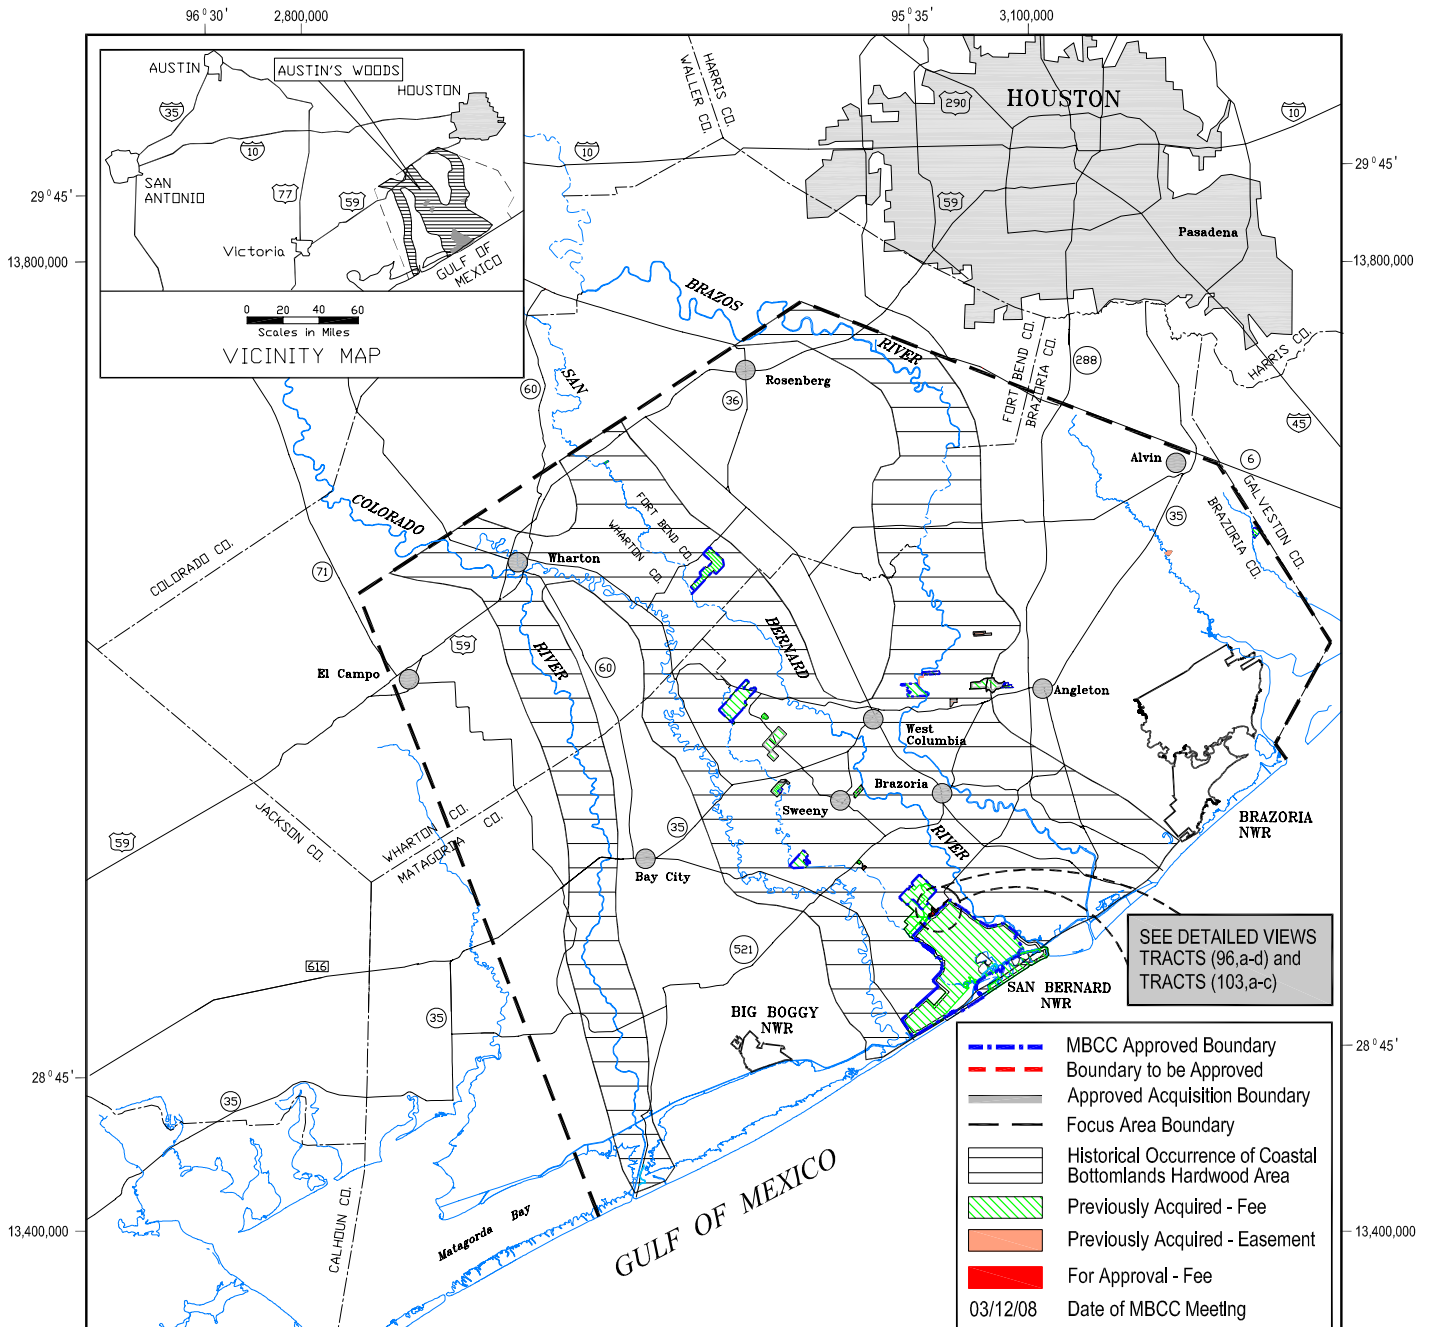 96 0 30 '
2,800,000
95 0 35 '
3,100,000
AUSTIN
AUSTIN'S WOODS
HOUSTON
35
10
SAN
ANTONIO
77
59
Victoria
GULF OF
MEXICO
0 20 40 60
Scales in Miles
VICINITY MAP
HARRIS CO.
WALLER CO.
290
HOUSTON
10
10
59
Pasadena
29 0 45 '
29 0 45 '
13,800,000
13,800,000
BRAZOS
RIVER
FORT BEND CO.
BRAZORIA CO.
288
HARRIS CO.
45
SAN
60
Rosenberg
36
Alvin
6
GALVESTON CO.
BRAZORIA CO.
35
COLORADO
FORT BEND CO.
WHARTON CO.
Wharton
COLORADO CO.
71
59
El Campo
RIVER
60
BERNARD
Angleton
West
Columbia
Brazoria
Sweeny
RIVER
BRAZORIA
NWR
JACKSON CO.
WHARTON CO.
MATAGORIA CO.
59
35
Bay City
521
616
35
35
SEE DETAILED VIEWS
TRACTS (96,a-d) and
TRACTS (103,a-c)
SAN BERNARD
NWR
BIG BOGGY
NWR
28 0 45 '
28 0 45 '
CALHOUN CO.
Matagorda Bay
GULF OF MEXICO
13,400,000
13,400,000
MBCC Approved Boundary
Boundary to be Approved
Approved Acquisition Boundary
Focus Area Boundary
Historical Occurrence of Coastal
Bottomlands Hardwood Area
Previously Acquired - Fee
Previously Acquired - Easement
For Approval - Fee
03/12/08 Date of MBCC Meeting